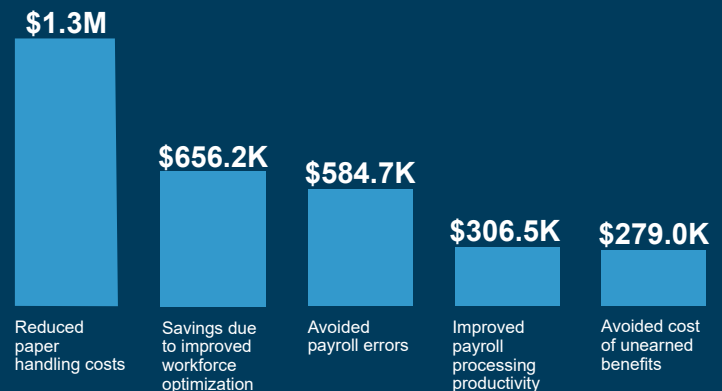 $1.3M
$656.2K
$584.7K
$306.5K
$279.0K
Reduced
paper
handling costs
Savings due
to improved
workforce
optimization
Avoided
payroll errors
Improved
payroll
processing
productivity
Avoided cost
of unearned
benefits